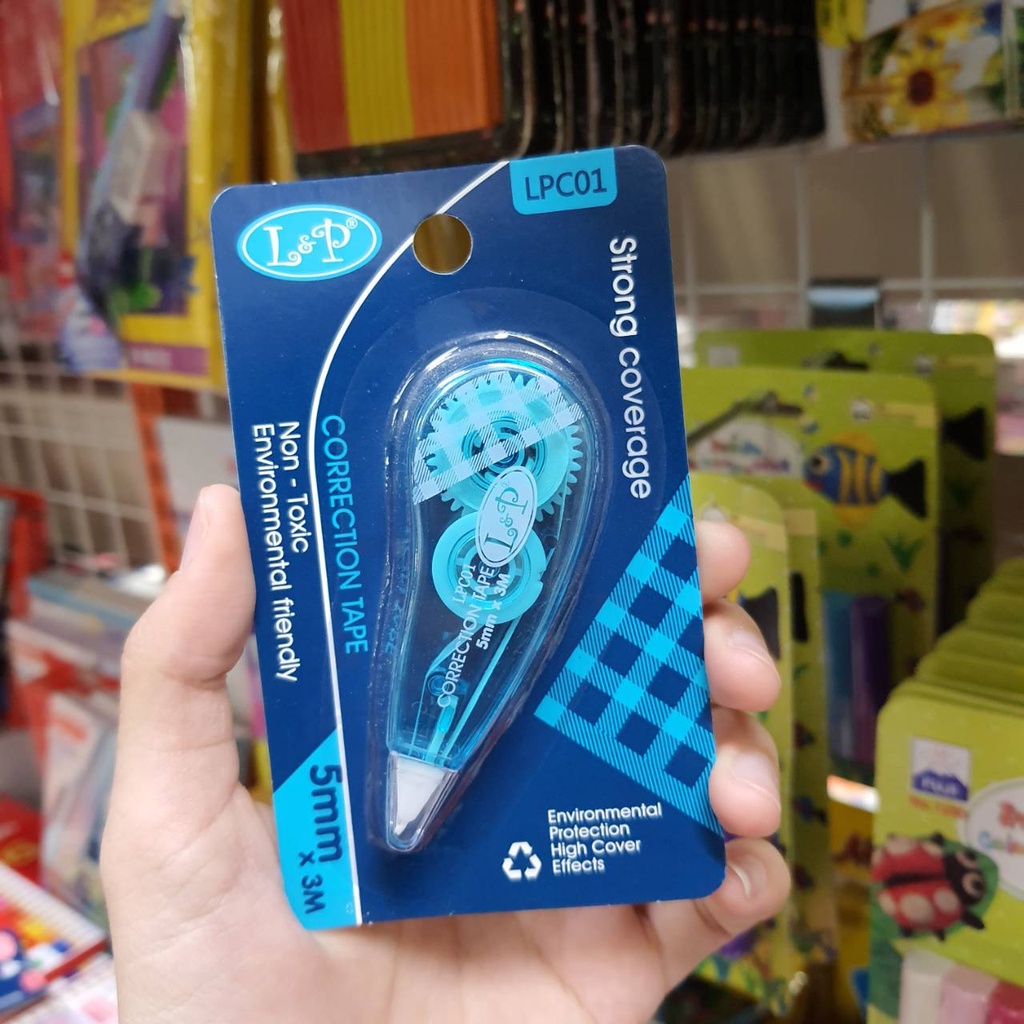 LPC01
L&P®
Strong coverage
CORRECTION TAPE
Non - Toxic
Environmental friendly
L&P
LPC01
CORRECTION TAPE
5mm x 3M
5mm
x 3M
Environmental
Protection
High Cover
Effects